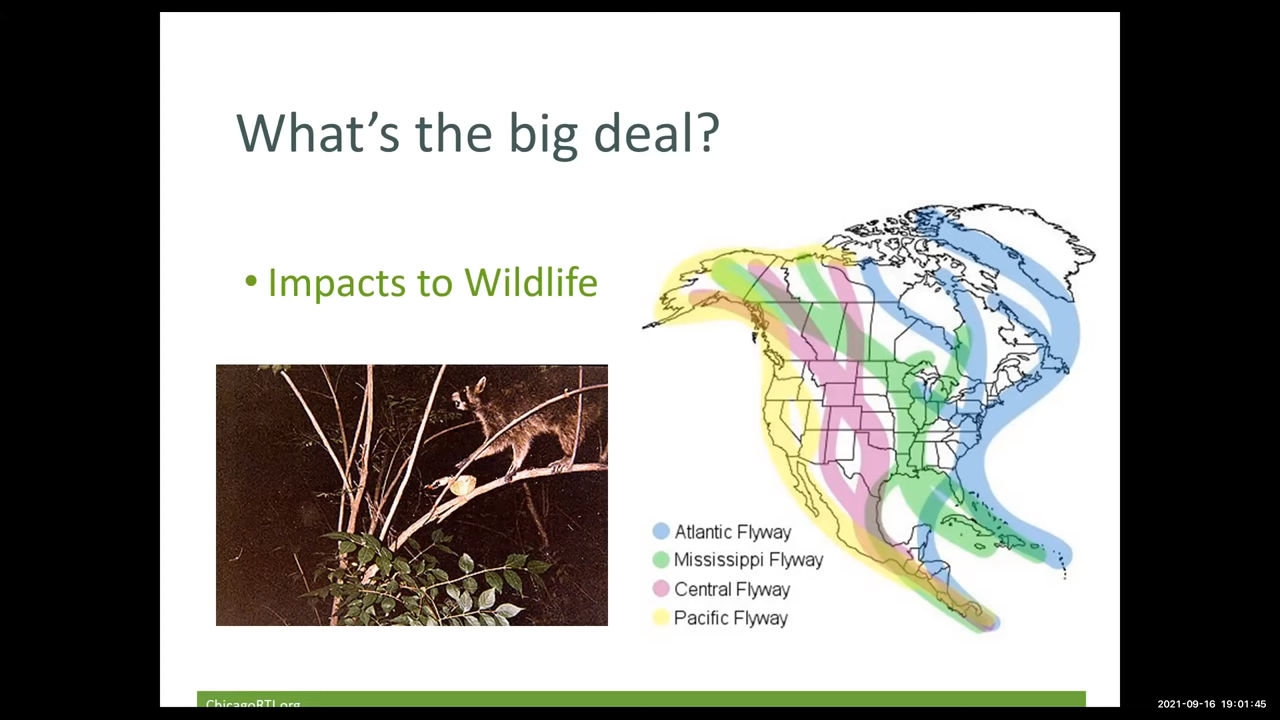 What's the big deal?
• Impacts to Wildlife
Atlantic Flyway
Mississippi Flyway
Central Flyway
Pacific Flyway
ChicagoRTI.org
2021-09-16 19:01:45